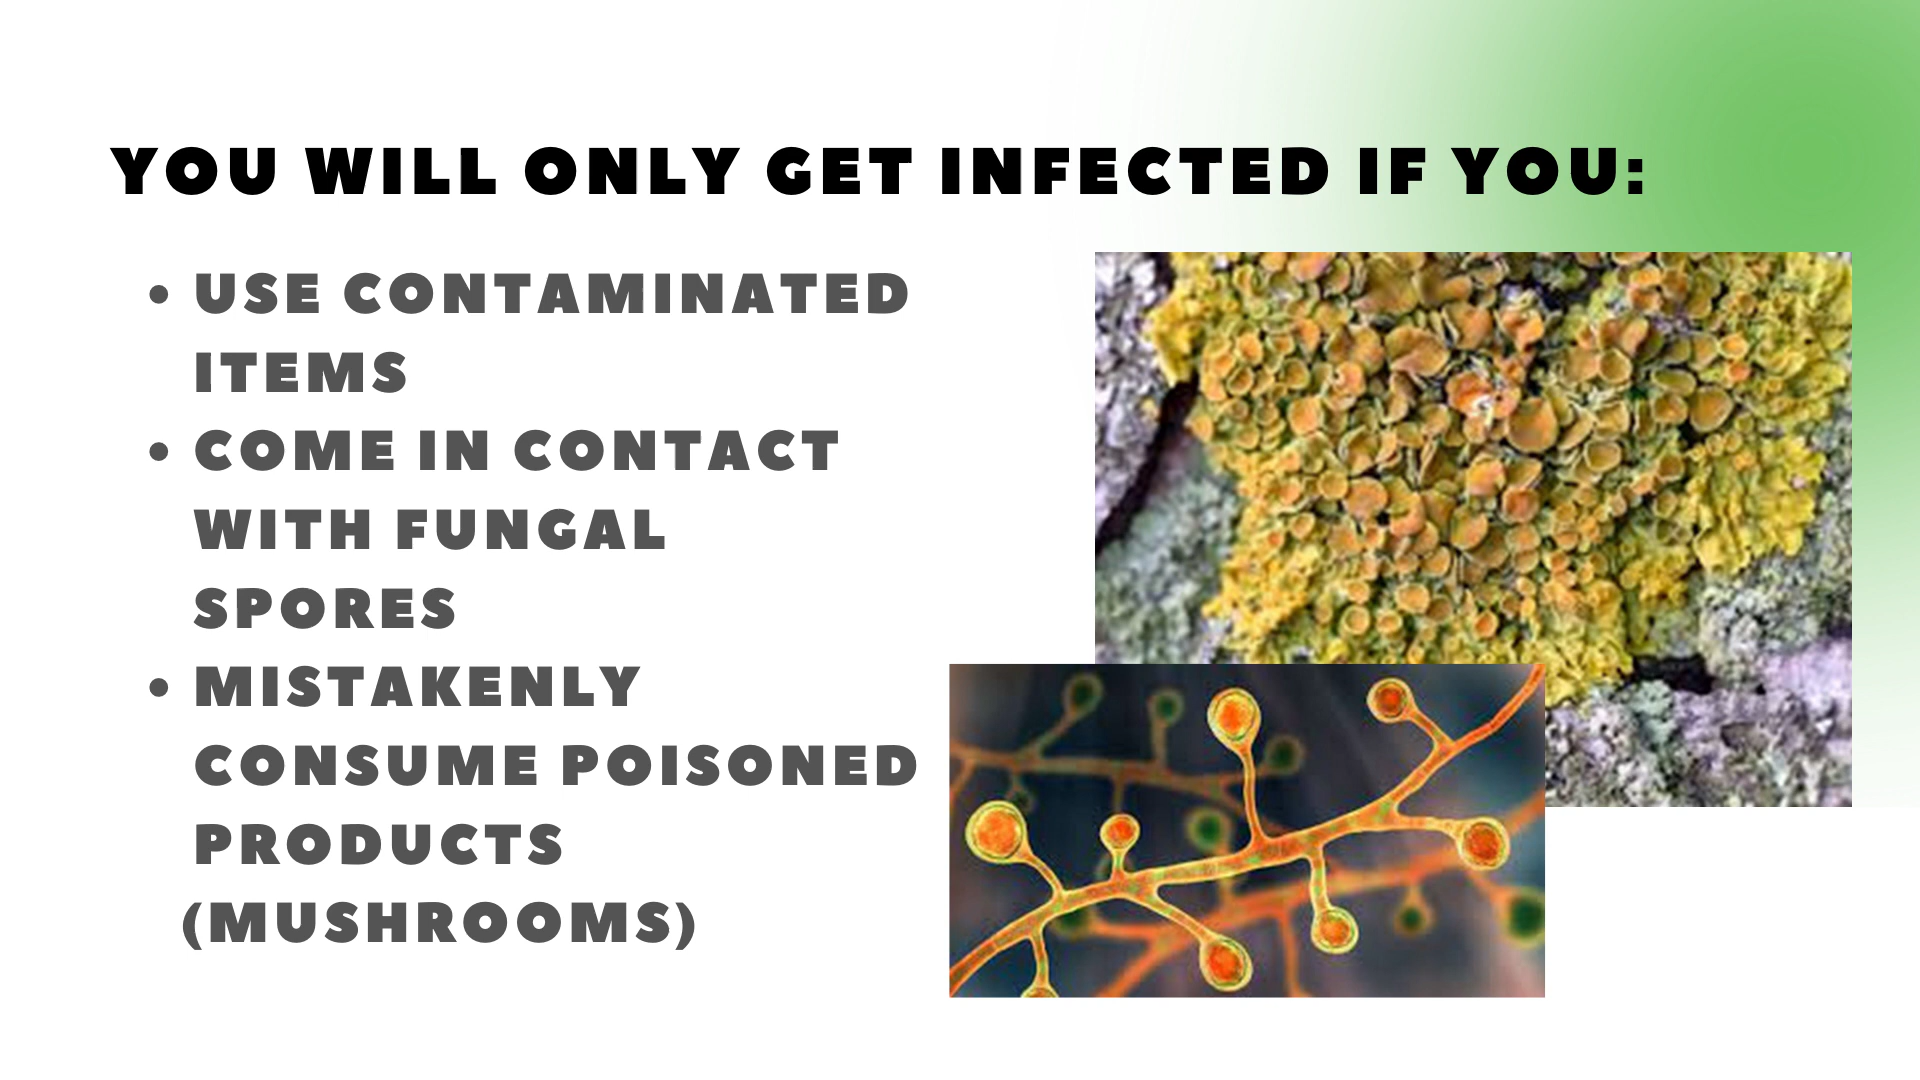 YOU WILL ONLY GET INFECTED IF YOU:
• USE CONTAMINATED
ITEMS
• COME IN CONTACT
WITH FUNGAL
SPORES
• MISTAKENLY
CONSUME POISONED
PRODUCTS
(MUSHROOMS)